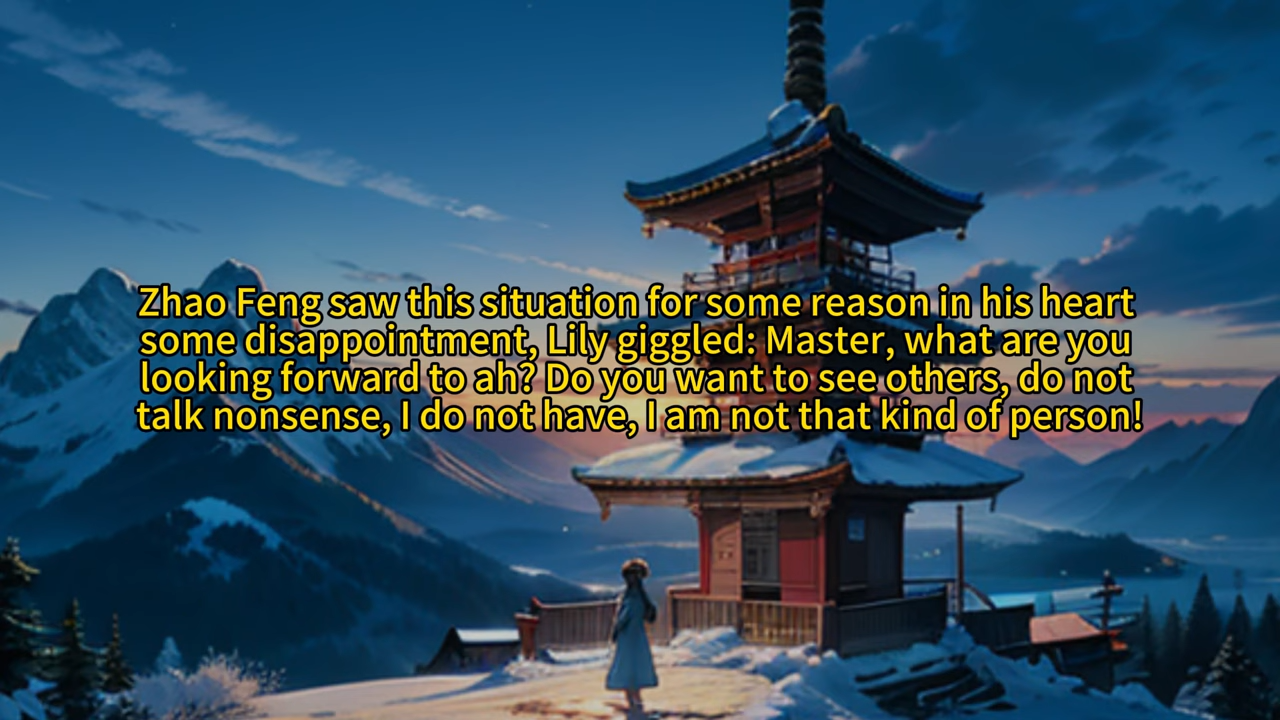 Zhao Feng saw this situation for some reason in his heart
some disappointment, Lily giggled: Master, what are you
looking forward to ah? Do you want to see others, do not
talk nonsense, I do not have, I am not that kind of person!